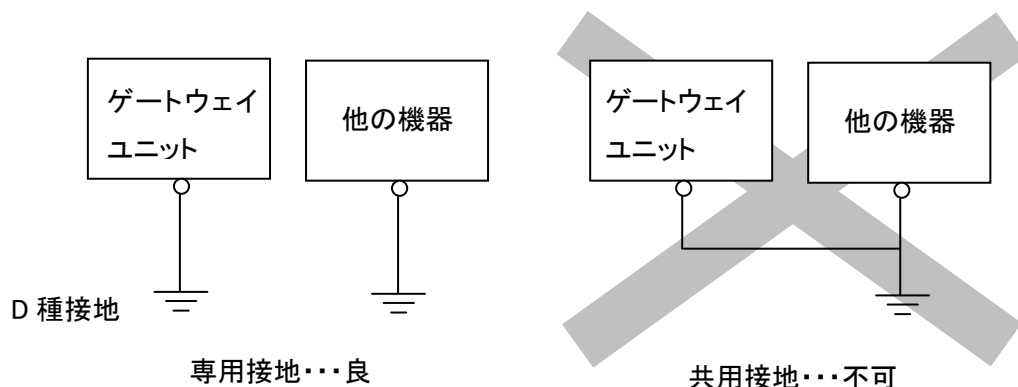 ゲートウェイ
ユニット
他の機器
D 種接地
専用接地・・・良
ゲートウェイ
ユニット
他の機器
共用接地・・・不可